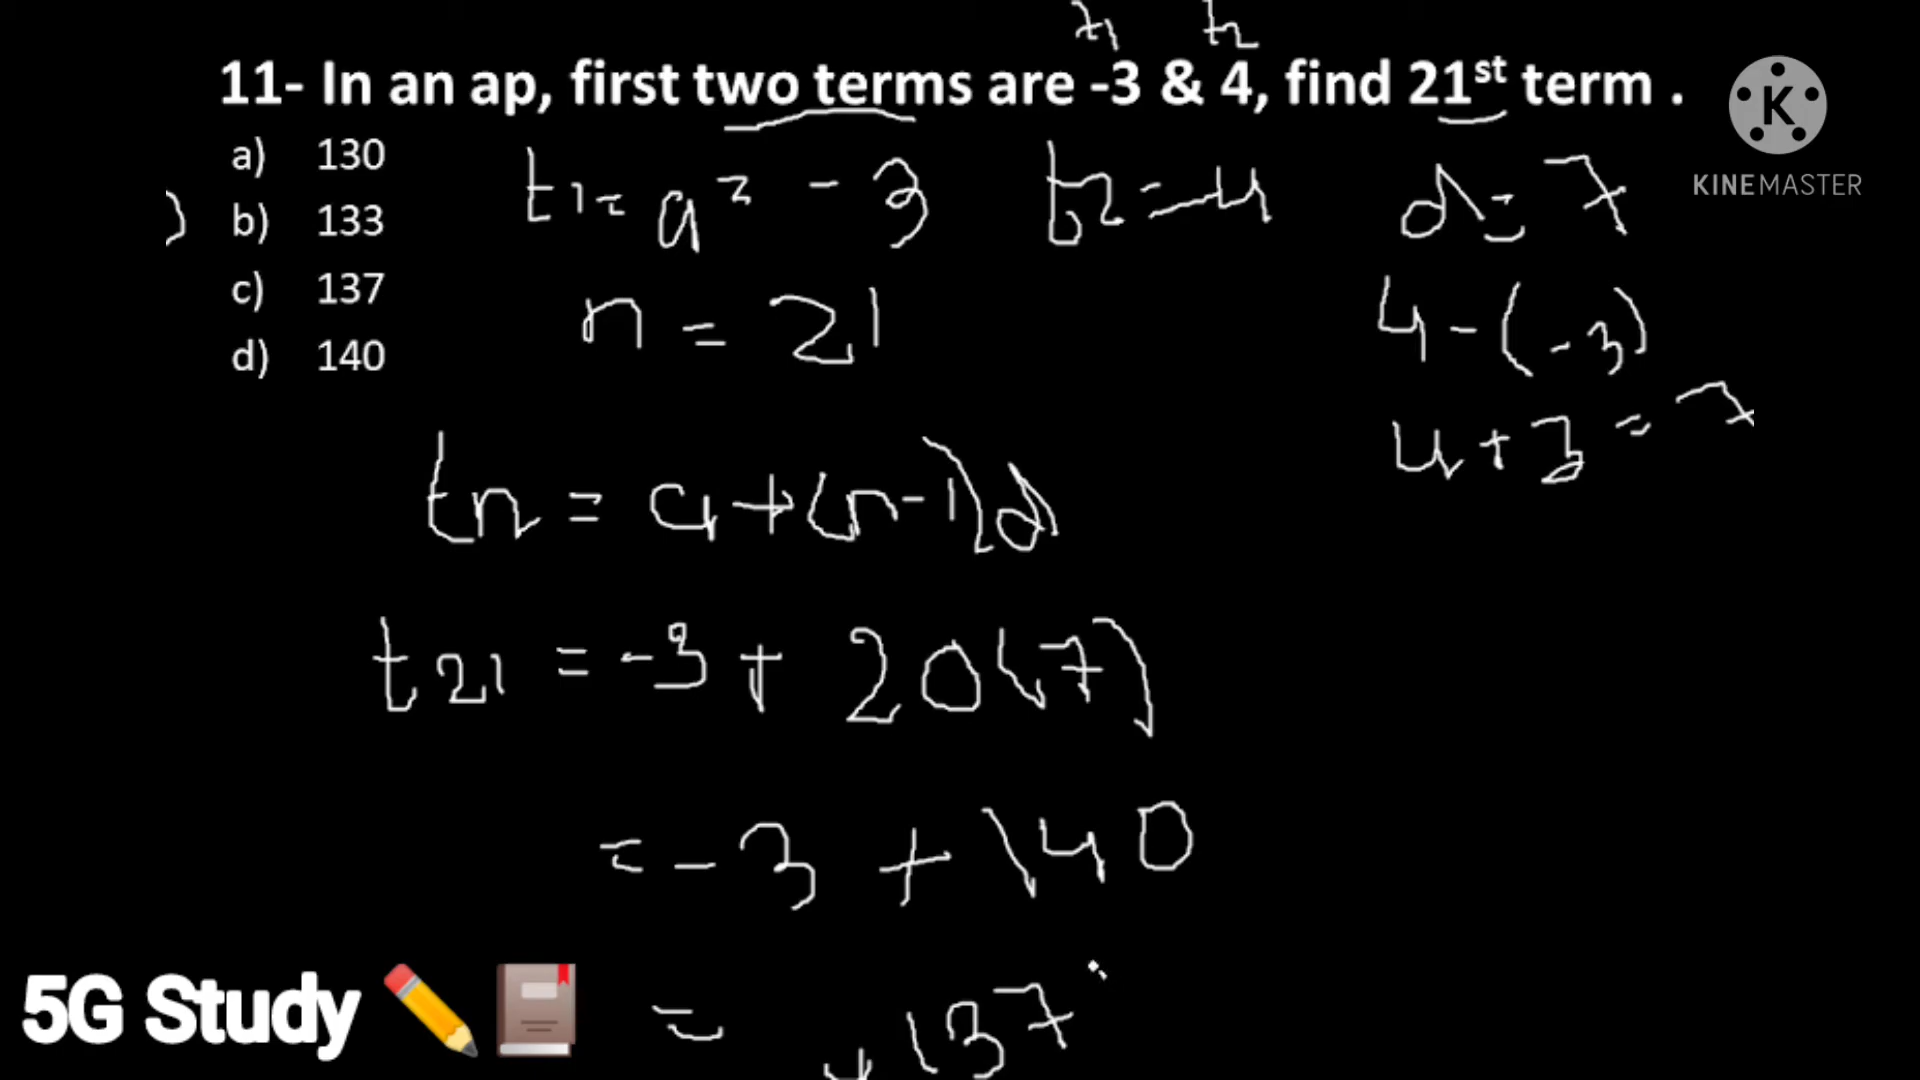 t1 t2
11- In an ap, first two terms are -3 & 4, find 21st term .
K
KINEMASTER
a) 130
b) 133
c) 137
d) 140
t1 = a = -3 t2 = 4 d = 7
n = 21
4 - (-3)
4 + 3 = 7
tn = a + (n-1)d
t21 = -3 + 20(7)
= -3 + 140
= +137
5G Study